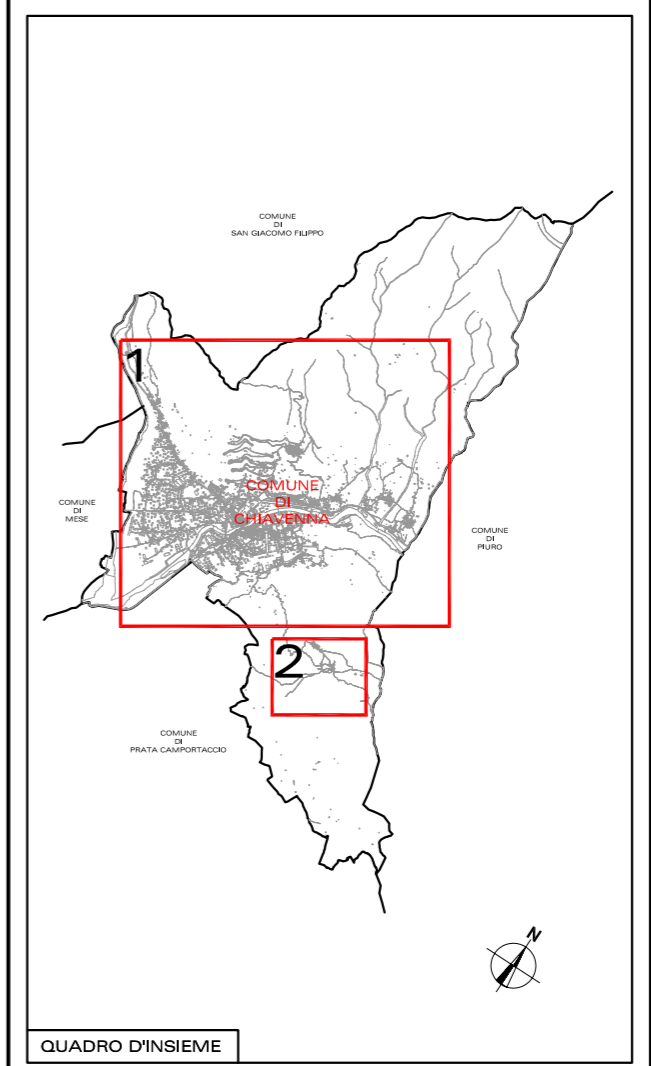 COMUNE
DI
SAN GIACOMO FILIPPO
1
COMUNE
DI
CHIAVENNA
COMUNE
DI
MESE
COMUNE
DI
PIURO
2
COMUNE
DI
PRATA CAMPORTACCIO
N
QUADRO D'INSIEME